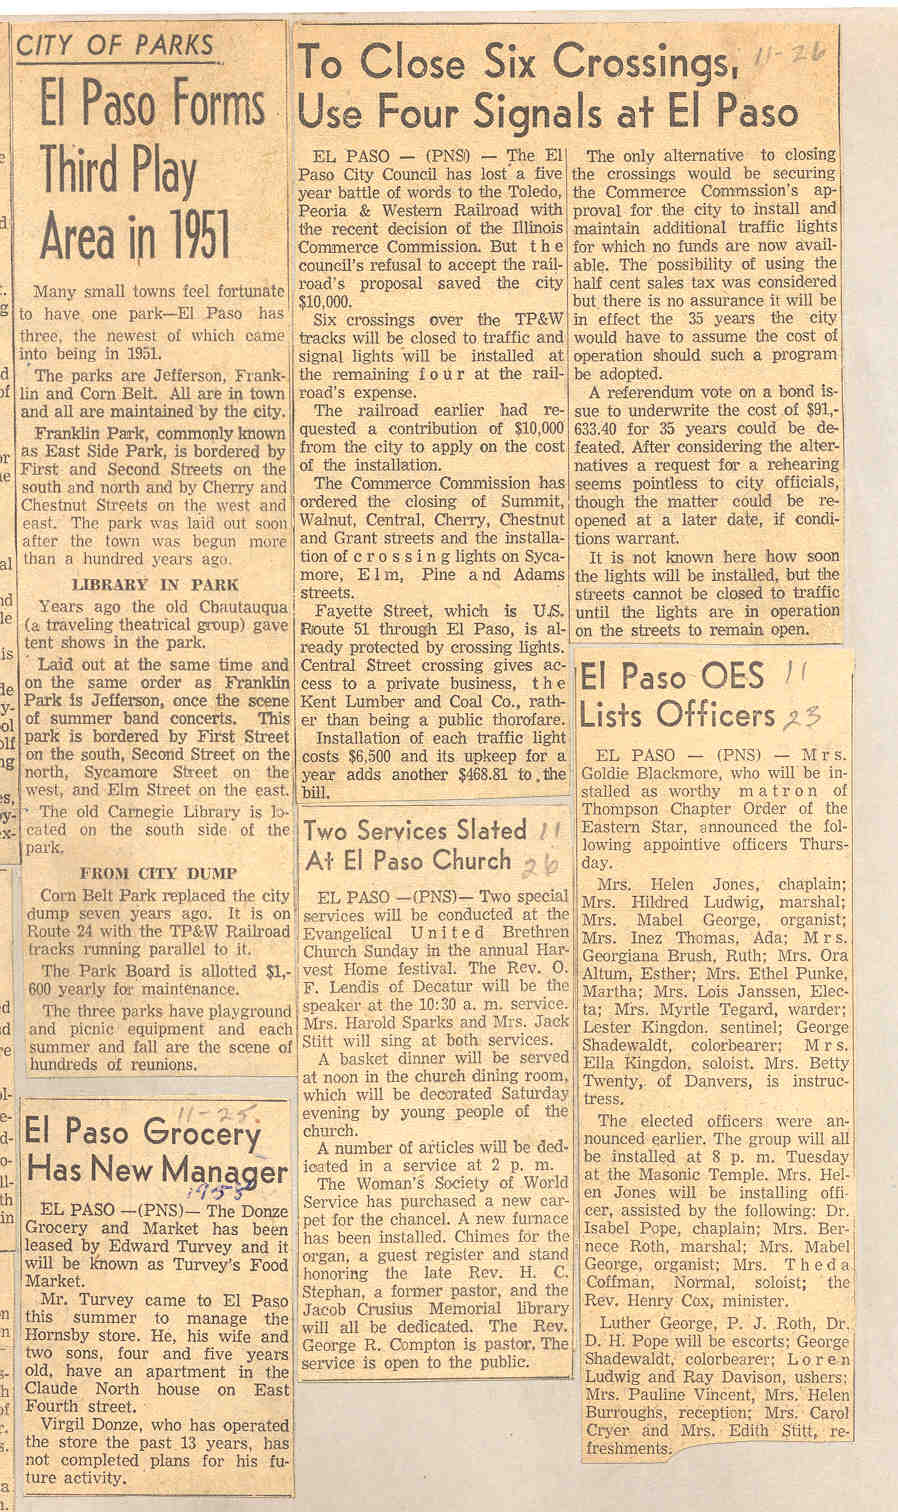 CITY OF PARKS
El Paso Forms
Third Play
Area in 1951
Many small towns feel fortunate
to have one park—El Paso has
three, the newest of which came
into being in 1951.
The parks are Jefferson, Frank-
lin and Corn Belt. All are in town
and all are maintained by the city.
Franklin Park, commonly known
as East Side Park, is bordered by
First and Second Streets on the
south and north and by Cherry and
Chestnut Streets on the west and
east. The park was laid out soon
after the town was begun more
than a hundred years ago.
LIBRARY IN PARK
Years ago the old Chautauqua
(a traveling theatrical group) gave
tent shows in the park.
Laid out at the same time and
on the same order as Franklin
Park is Jefferson, once the scene
of summer band concerts. This
park is bordered by First Street
on the south, Second Street on the
north, Sycamore Street on the
west, and Elm Street on the east.
The old Carnegie Library is lo-
cated on the south side of the
park.
FROM CITY DUMP
Corn Belt Park replaced the city
dump seven years ago. It is on
Route 24 with the TP&W Railroad
tracks running parallel to it.
The Park Board is allotted $1,-
600 yearly for maintenance.
The three parks have playground
and picnic equipment and each
summer and fall are the scene of
hundreds of reunions.
11-25
El Paso Grocery
Has New Manager
1955
EL PASO —(PNS)— The Donze
Grocery and Market has been
leased by Edward Turvey and it
will be known as Turvey's Food
Market.
Mr. Turvey came to El Paso
this summer to manage the
Hornsby store. He, his wife and
two sons, four and five years
old, have an apartment in the
Claude North house on East
Fourth street.
Virgil Donze, who has operated
the store the past 13 years, has
not completed plans for his fu-
ture activity.
To Close Six Crossings, 11-26
Use Four Signals at El Paso
EL PASO — (PNS) — The El
Paso City Council has lost a five
year battle of words to the Toledo,
Peoria & Western Railroad with
the recent decision of the Illinois
Commerce Commission. But the
council's refusal to accept the rail-
road's proposal saved the city
$10,000.
Six crossings over the TP&W
tracks will be closed to traffic and
signal lights will be installed at
the remaining four at the rail-
road's expense.
The railroad earlier had re-
quested a contribution of $10,000
from the city to apply on the cost
of the installation.
The Commerce Commission has
ordered the closing of Summit,
Walnut, Central, Cherry, Chestnut
and Grant streets and the installa-
tion of crossing lights on Syca-
more, Elm, Pine and Adams
streets.
Fayette Street, which is U.S.
Route 51 through El Paso, is al-
ready protected by crossing lights.
Central Street crossing gives ac-
cess to a private business, the
Kent Lumber and Coal Co., rath-
er than being a public thorofare.
Installation of each traffic light
costs $6,500 and its upkeep for a
year adds another $468.81 to the
bill.
The only alternative to closing
the crossings would be securing
the Commerce Commssion's ap-
proval for the city to install and
maintain additional traffic lights
for which no funds are now avail-
able. The possibility of using the
half cent sales tax was considered
but there is no assurance it will be
in effect the 35 years the city
would have to assume the cost of
operation should such a program
be adopted.
A referendum vote on a bond is-
sue to underwrite the cost of $91,-
633.40 for 35 years could be de-
feated. After considering the alter-
natives a request for a rehearing
seems pointless to city officials,
though the matter could be re-
opened at a later date, if condi-
tions warrant.
It is not known here how soon
the lights will be installed, but the
streets cannot be closed to traffic
until the lights are in operation
on the streets to remain open.
Two Services Slated 11
At El Paso Church 26
EL PASO —(PNS)— Two special
services will be conducted at the
Evangelical United Brethren
Church Sunday in the annual Har-
vest Home festival. The Rev. O.
F. Lendis of Decatur will be the
speaker at the 10:30 a. m. service.
Mrs. Harold Sparks and Mrs. Jack
Stitt will sing at both services.
A basket dinner will be served
at noon in the church dining room,
which will be decorated Saturday
evening by young people of the
church.
A number of articles will be ded-
icated in a service at 2 p. m.
The Woman's Society of World
Service has purchased a new car-
pet for the chancel. A new furnace
has been installed. Chimes for the
organ, a guest register and stand
honoring the late Rev. H. C.
Stephan, a former pastor, and the
Jacob Crusius Memorial library
will all be dedicated. The Rev.
George R. Compton is pastor. The
service is open to the public.
El Paso OES 11
Lists Officers 23
EL PASO — (PNS) — Mrs.
Goldie Blackmore, who will be in-
stalled as worthy matron of
Thompson Chapter Order of the
Eastern Star, announced the fol-
lowing appointive officers Thurs-
day.
Mrs. Helen Jones, chaplain;
Mrs. Hildred Ludwig, marshal;
Mrs. Mabel George, organist;
Mrs. Inez Thomas, Ada; Mrs.
Georgiana Brush, Ruth; Mrs. Ora
Altum, Esther; Mrs. Ethel Punke,
Martha; Mrs. Lois Janssen, Elec-
ta; Mrs. Myrtle Tegard, warder;
Lester Kingdon. sentinel; George
Shadewaldt, colorbearer; Mrs.
Ella Kingdon, soloist. Mrs. Betty
Twenty, of Danvers, is instruc-
tress.
The elected officers were an-
nounced earlier. The group will all
be installed at 8 p. m. Tuesday
at the Masonic Temple. Mrs. Hel-
en Jones will be installing offi-
cer, assisted by the following: Dr.
Isabel Pope, chaplain; Mrs. Ber-
nece Roth, marshal; Mrs. Mabel
George, organist; Mrs. Theda
Coffman, Normal, soloist; the
Rev. Henry Cox, minister.
Luther George, P. J. Roth, Dr.
D. H. Pope will be escorts; George
Shadewaldt, colorbearer; Loren
Ludwig and Ray Davison, ushers;
Mrs. Pauline Vincent, Mrs. Helen
Burroughs, reception; Mrs. Carol
Cryer and Mrs. Edith Stitt, re-
freshments.